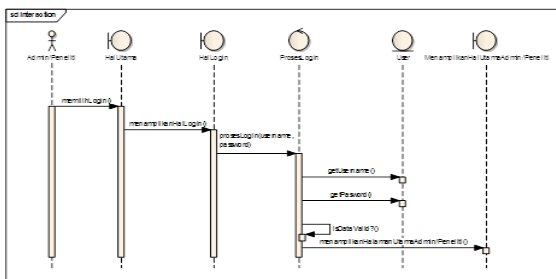 sd Interaction
Admin/Peneliti
HalUtama
HalLogin
ProsesLogin
User
MenampilkanHalUtamaAdmin/Peneliti
memilihLogin()
menampilkanHalLogin()
prosesLogin(username,
password)
getUsername()
getPasword()
IsDataValid?()
menampilkanHalamanUtamaAdmin/Peneliti()